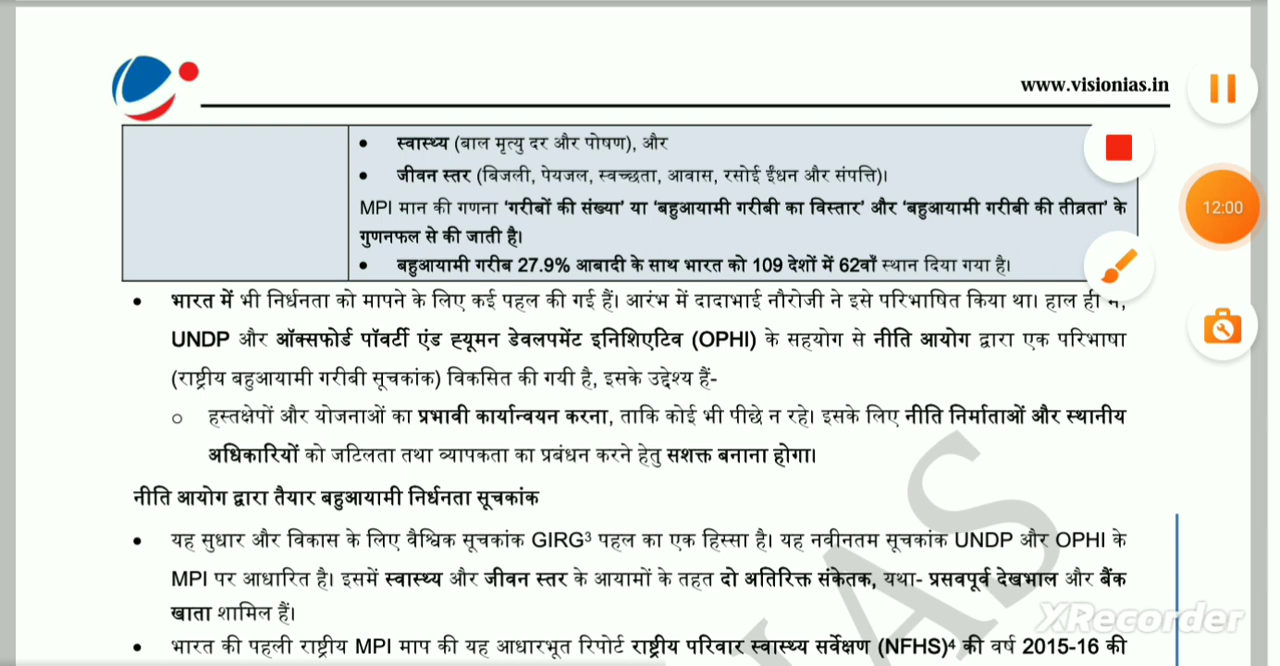 www.visionias.in
• स्वास्थ्य (बाल मृत्यु दर और पोषण), और
• जीवन स्तर (बिजली, पेयजल, स्वच्छता, आवास, रसोई ईंधन और संपत्ति)।
MPI मान की गणना ‘गरीबों की संख्या’ या ‘बहुआयामी गरीबी का विस्तार’ और ‘बहुआयामी गरीबी की तीव्रता’ के
गुणनफल से की जाती है।
• बहुआयामी गरीब 27.9% आबादी के साथ भारत को 109 देशों में 62वाँ स्थान दिया गया है।
12:00
• भारत में भी निर्धनता को मापने के लिए कई पहल की गई हैं। आरंभ में दादाभाई नौरोजी ने इसे परिभाषित किया था। हाल ही में,
UNDP और ऑक्सफोर्ड पॉवर्टी एंड ह्यूमन डेवलपमेंट इनिशिएटिव (OPHI) के सहयोग से नीति आयोग द्वारा एक परिभाषा
(राष्ट्रीय बहुआयामी गरीबी सूचकांक) विकसित की गयी है, इसके उद्देश्य हैं-
○ हस्तक्षेपों और योजनाओं का प्रभावी कार्यान्वयन करना, ताकि कोई भी पीछे न रहे। इसके लिए नीति निर्माताओं और स्थानीय
अधिकारियों को जटिलता तथा व्यापकता का प्रबंधन करने हेतु सशक्त बनाना होगा।
नीति आयोग द्वारा तैयार बहुआयामी निर्धनता सूचकांक
• यह सुधार और विकास के लिए वैश्विक सूचकांक GIRG³ पहल का एक हिस्सा है। यह नवीनतम सूचकांक UNDP और OPHI के
MPI पर आधारित है। इसमें स्वास्थ्य और जीवन स्तर के आयामों के तहत दो अतिरिक्त संकेतक, यथा- प्रसवपूर्व देखभाल और बैंक
खाता शामिल हैं।
• भारत की पहली राष्ट्रीय MPI माप की यह आधारभूत रिपोर्ट राष्ट्रीय परिवार स्वास्थ्य सर्वेक्षण (NFHS)⁴ की वर्ष 2015-16 की
IAS
XRecorder